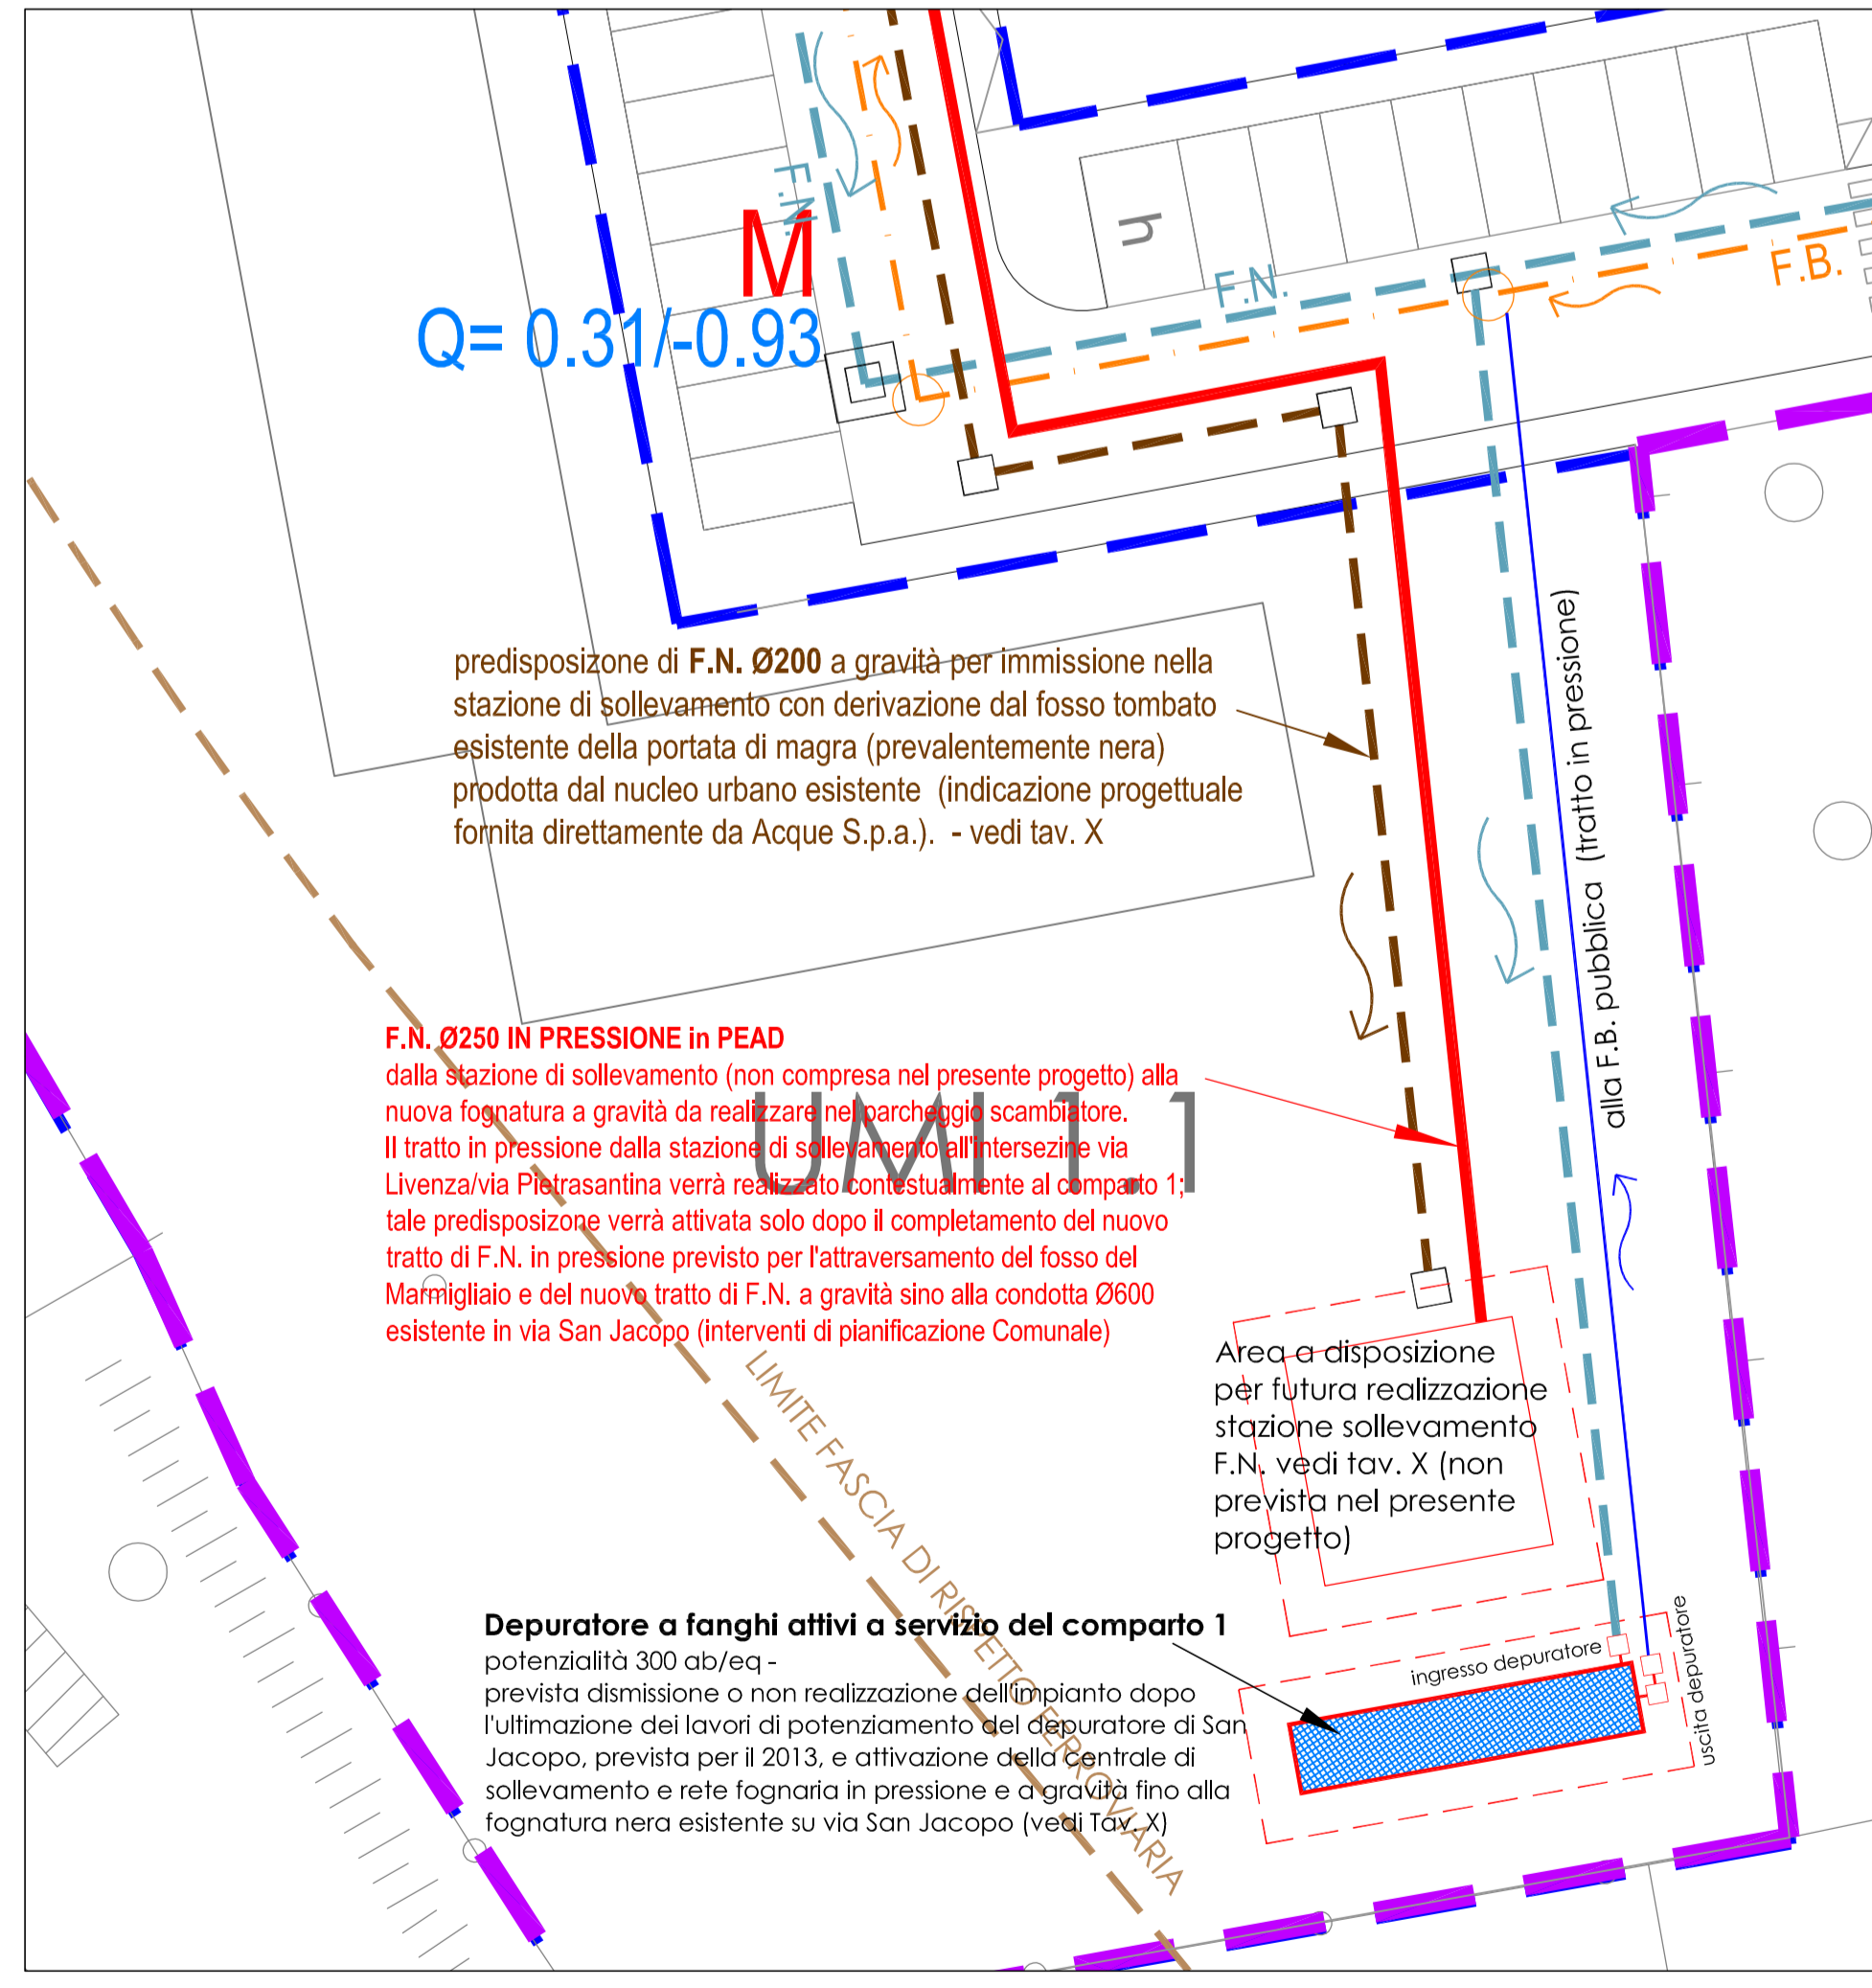 F.N.
M
Q= 0.31/-0.93
h
F.N.
F.B.
predisposizone di F.N. Ø200 a gravità per immissione nella
stazione di sollevamento con derivazione dal fosso tombato
esistente della portata di magra (prevalentemente nera)
prodotta dal nucleo urbano esistente (indicazione progettuale
fornita direttamente da Acque S.p.a.). - vedi tav. X
alla F.B. pubblica (tratto in pressione)
F.N. Ø250 IN PRESSIONE in PEAD
dalla stazione di sollevamento (non compresa nel presente progetto) alla
nuova fognatura a gravità da realizzare nel parcheggio scambiatore.
Il tratto in pressione dalla stazione di sollevamento all'intersezine via
Livenza/via Pietrasantina verrà realizzato contestualmente al comparto 1;
tale predisposizone verrà attivata solo dopo il completamento del nuovo
tratto di F.N. in pressione previsto per l'attraversamento del fosso del
Marmigliaio e del nuovo tratto di F.N. a gravità sino alla condotta Ø600
esistente in via San Jacopo (interventi di pianificazione Comunale)
UMI 1.1
LIMITE FASCIA DI RISPETTO FERROVIARIA
Area a disposizione
per futura realizzazione
stazione sollevamento
F.N. vedi tav. X (non
prevista nel presente
progetto)
Depuratore a fanghi attivi a servizio del comparto 1
potenzialità 300 ab/eq -
prevista dismissione o non realizzazione dell'impianto dopo
l'ultimazione dei lavori di potenziamento del depuratore di San
Jacopo, prevista per il 2013, e attivazione della centrale di
sollevamento e rete fognaria in pressione e a gravità fino alla
fognatura nera esistente su via San Jacopo (vedi Tav. X)
ingresso depuratore
uscita depuratore